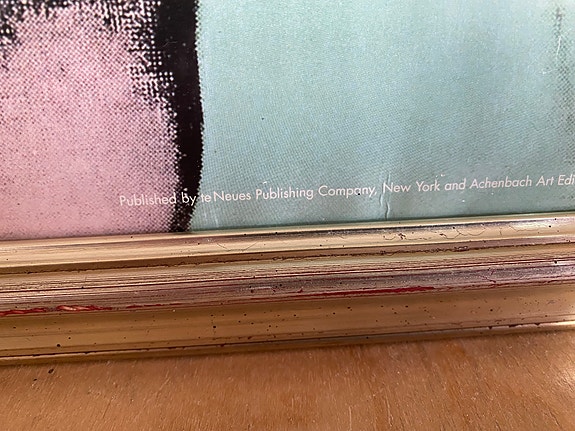 Published By te Neues Publishing Company, New York and Achenbach Art Edi